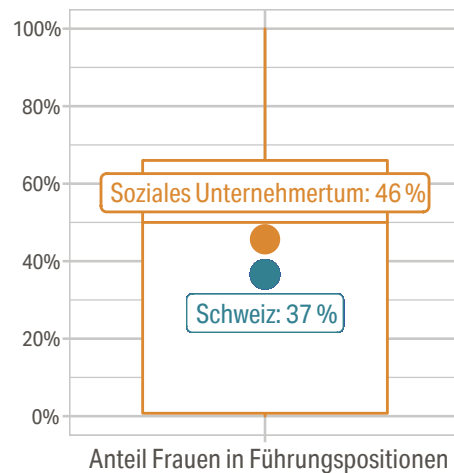 100%
80%
60%
Soziales Unternehmertum: 46 %
40%
Schweiz: 37 %
20%
0%
Anteil Frauen in Führungspositionen